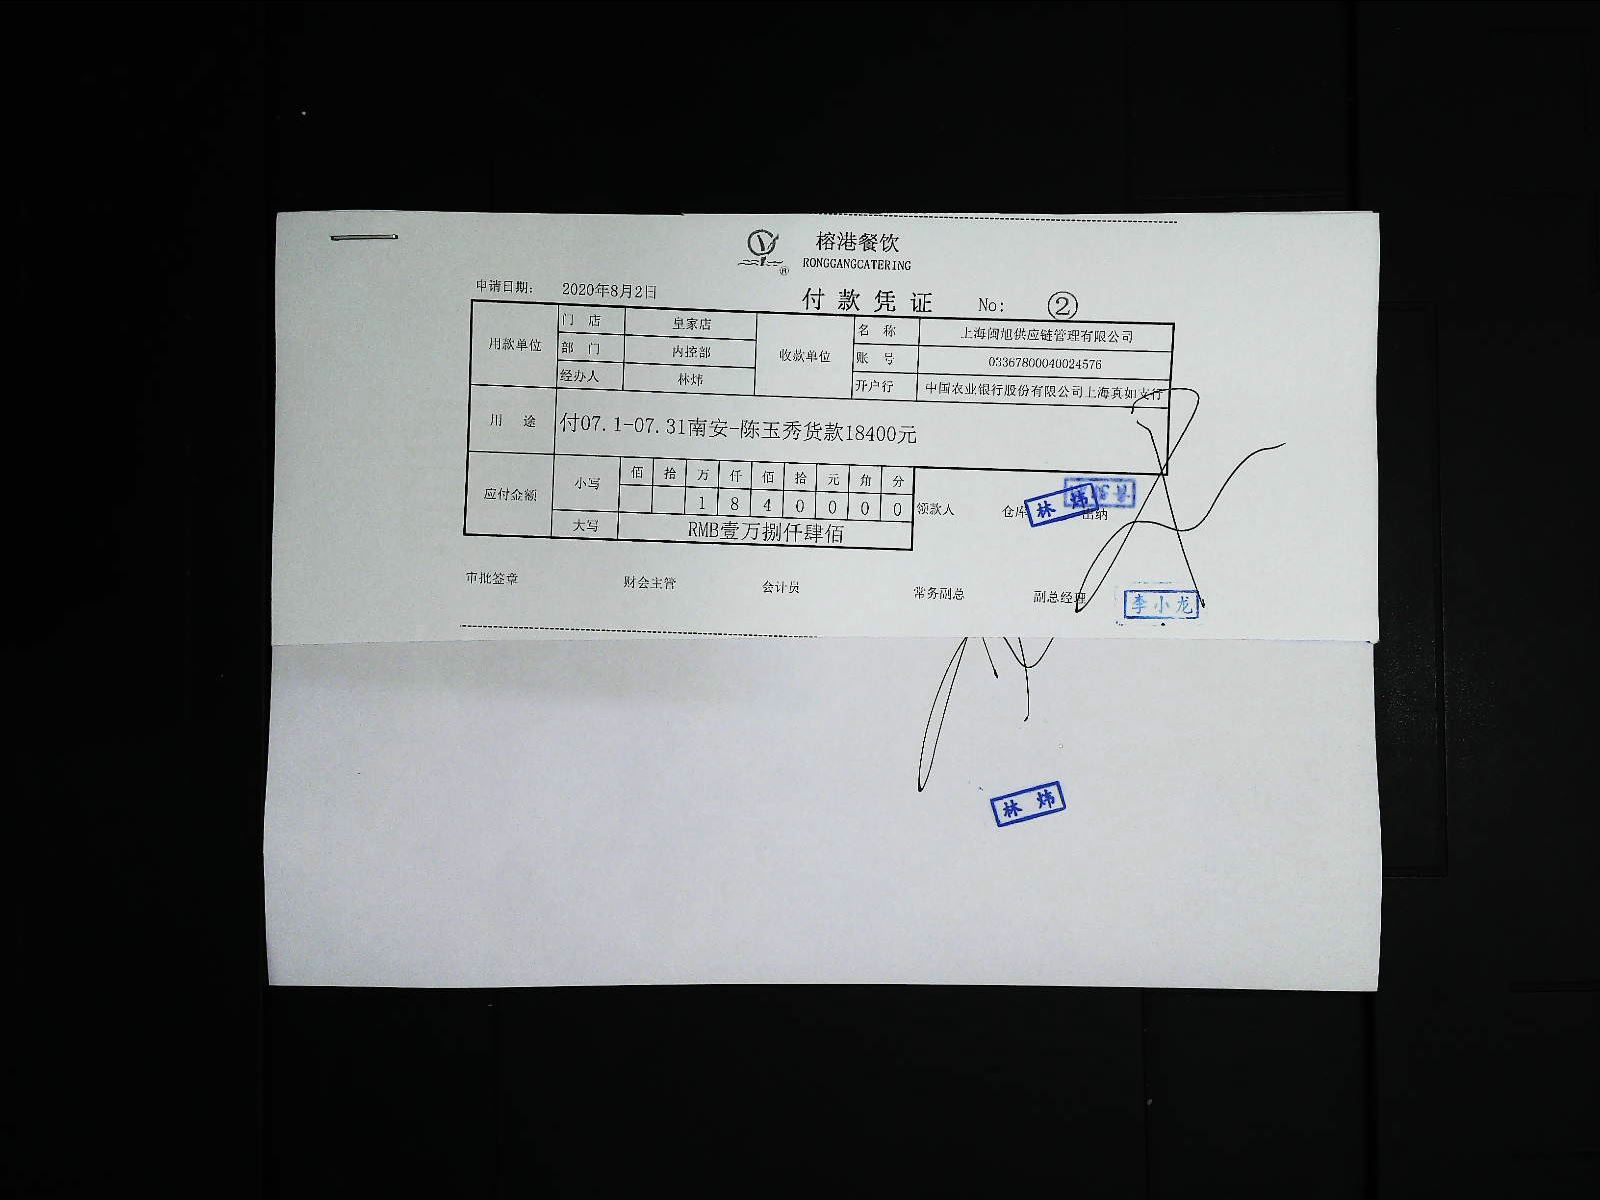 榕港餐饮
RONGGANGCATERING
申请日期： 2020年8月2日 付款凭证 No: ②
用款单位 门 店 皇家店 收款单位 名 称 上海闽旭供应链管理有限公司
部 门 内控部 账 号 03367800040024576
经办人 林炜 开户行 中国农业银行股份有限公司上海真如支行
用 途 付07.1-07.31南安-陈玉秀货款18400元
应付金额 小写 佰 拾 万 仟 佰 拾 元 角 分
1 8 4 0 0 0 0
大写 RMB壹万捌仟肆佰
领款人 仓库 林炜 出纳
审批签章 财会主管 会计员 常务副总 副总经理 李小龙
林炜